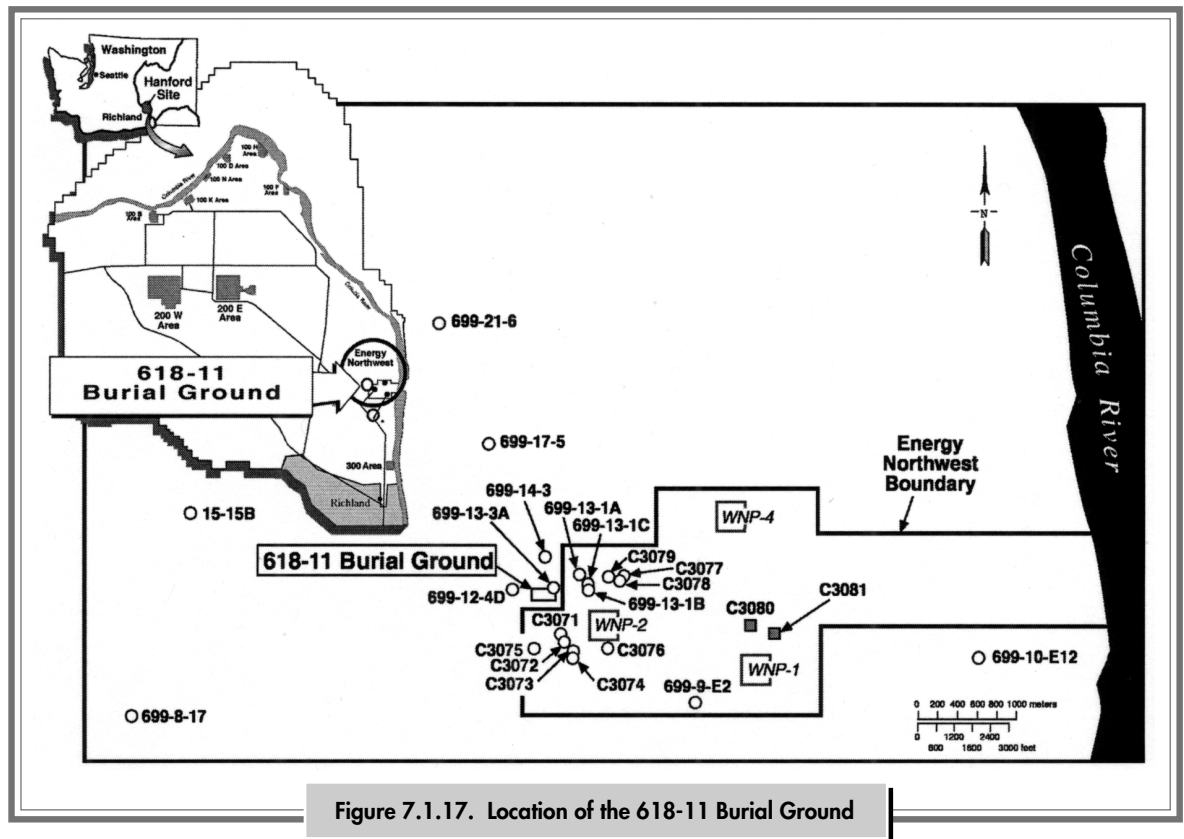 Washington
Seattle
Hanford
Site
Richland
100 H
Area
100 D Area
100 N Area
Columbia River
100 F
Area
100 K Area
100 B
Area
N
200 W
Area
200 E
Area
Columbia River
Columbia River
699-21-6
Energy
Northwest
618-11
Burial Ground
699-17-5
Energy
Northwest
Boundary
300 Area
Richland
699-14-3
699-13-1A
15-15B
699-13-3A
699-13-1C
WNP-4
618-11 Burial Ground
C3079
C3077
C3078
699-12-4D
699-13-1B
C3081
C3080
C3071
WNP-2
C3075
C3076
C3072
C3073
C3074
WNP-1
699-10-E12
699-9-E2
699-8-17
0 200 400 600 800 1000 meters
0 1200 2400
600 1600 3000 feet
Figure 7.1.17. Location of the 618-11 Burial Ground